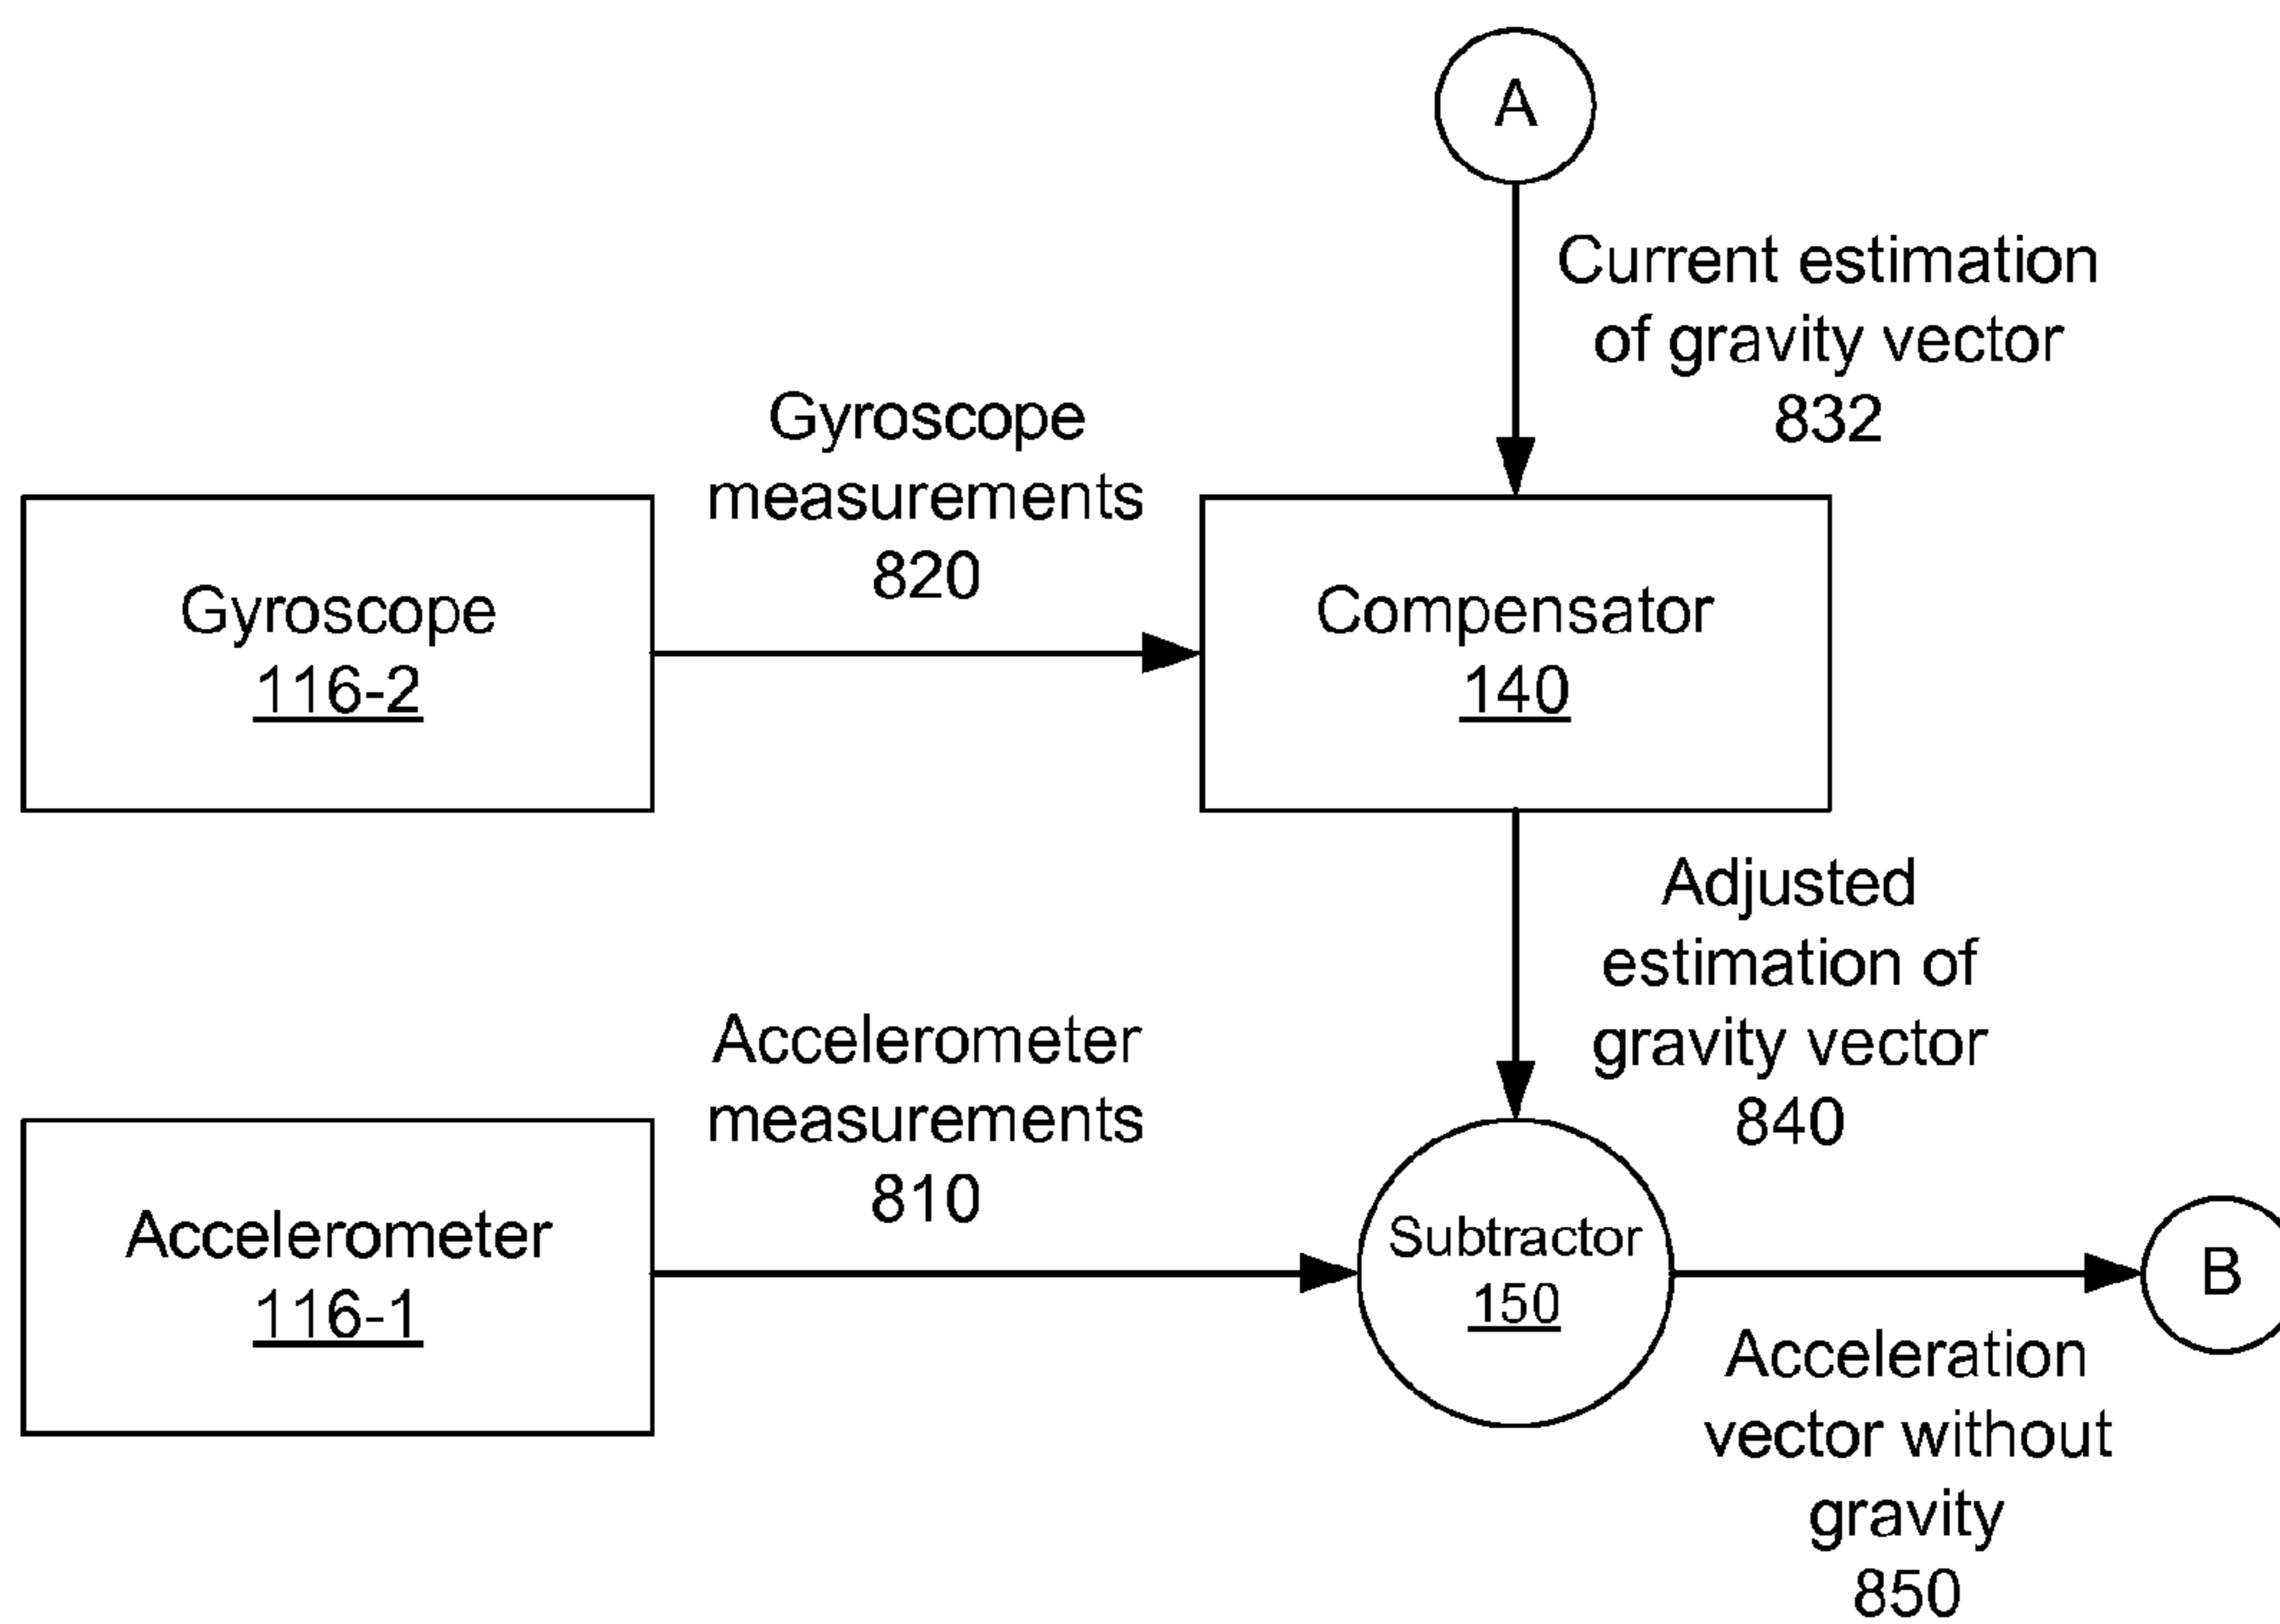 A
Current estimation
of gravity vector
832
Gyroscope
measurements
820
Gyroscope
116-2
Compensator
140
Adjusted
estimation of
gravity vector
840
Accelerometer
measurements
810
Accelerometer
116-1
Subtractor
150
B
Acceleration
vector without
gravity
850